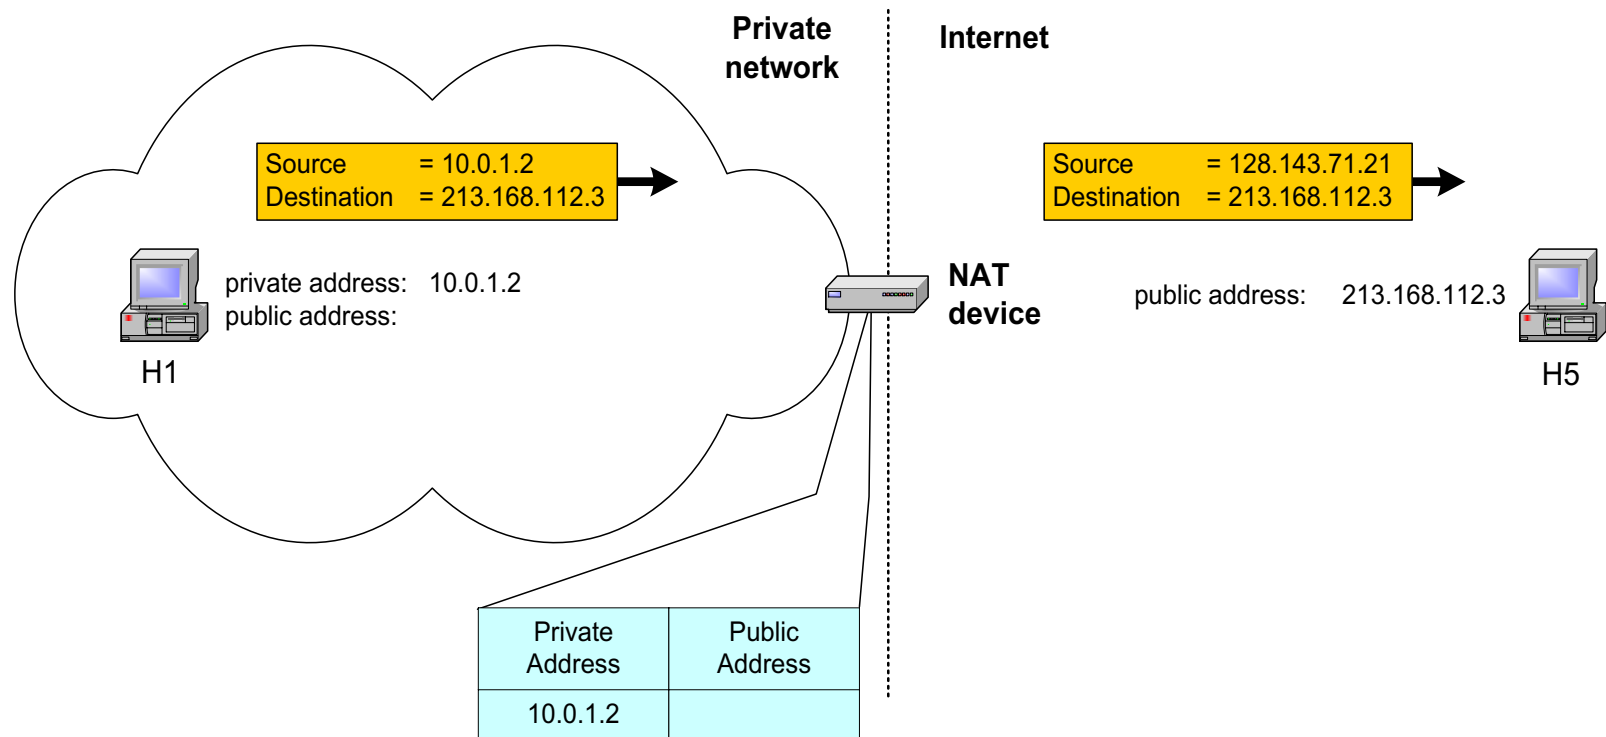 Private
network
Internet
Source = 10.0.1.2
Destination = 213.168.112.3
Source = 128.143.71.21
Destination = 213.168.112.3
private address: 10.0.1.2
public address:
H1
NAT
device
public address: 213.168.112.3
H5
Private
Address
Public
Address
10.0.1.2